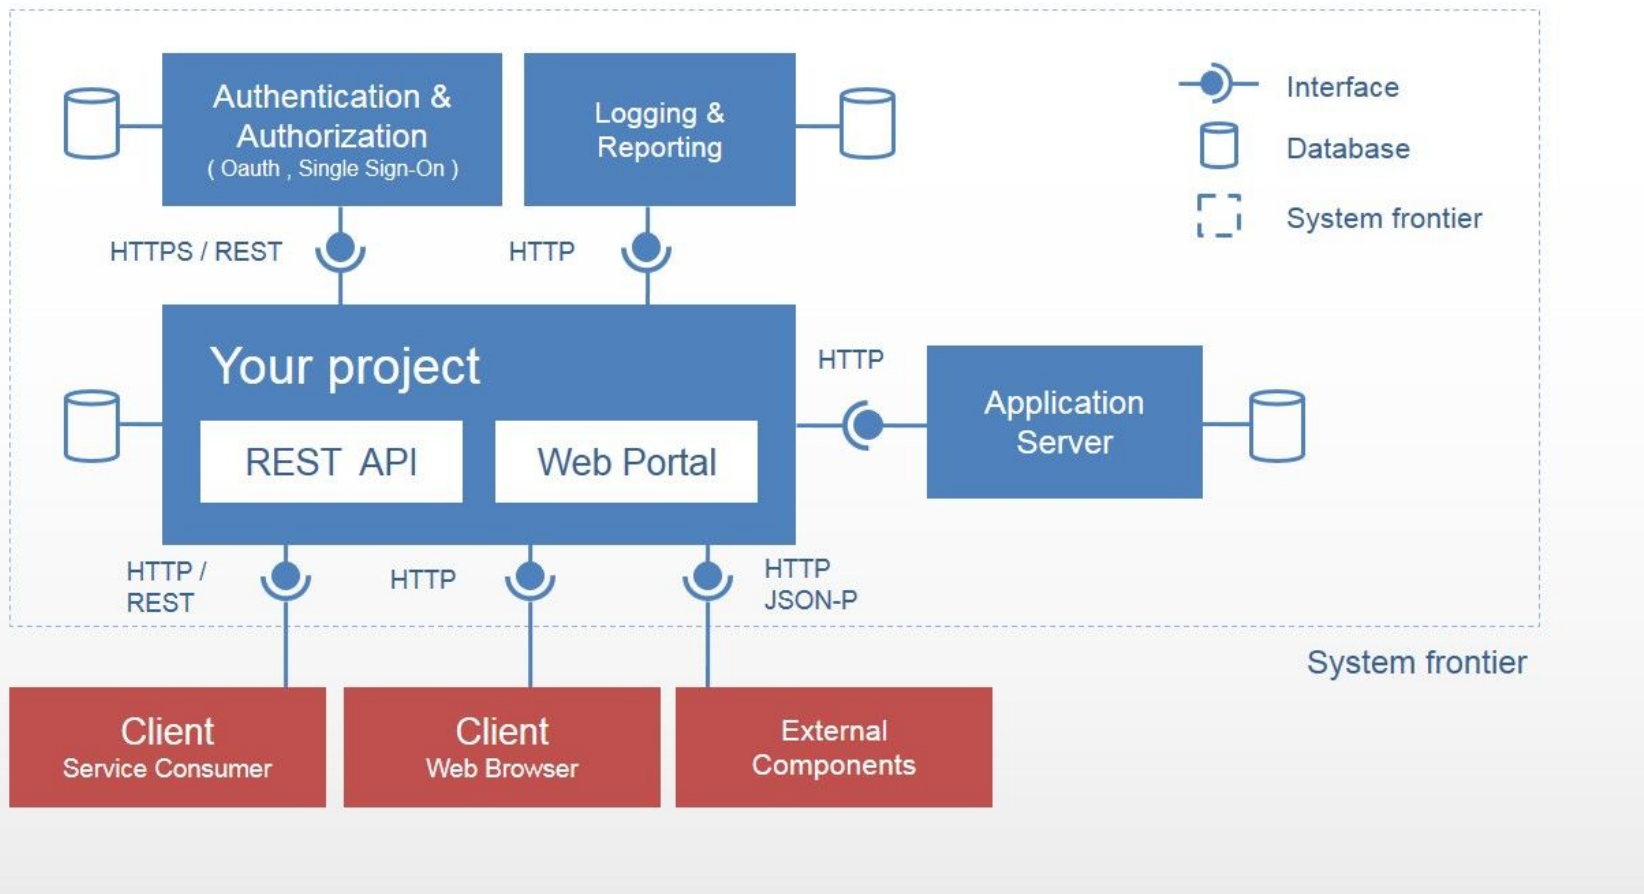 Authentication &
Authorization
( Oauth , Single Sign-On )
Logging &
Reporting
Interface
Database
System frontier
HTTPS / REST
HTTP
Your project
REST API
Web Portal
HTTP
Application
Server
HTTP /
REST
HTTP
HTTP
JSON-P
System frontier
Client
Service Consumer
Client
Web Browser
External
Components